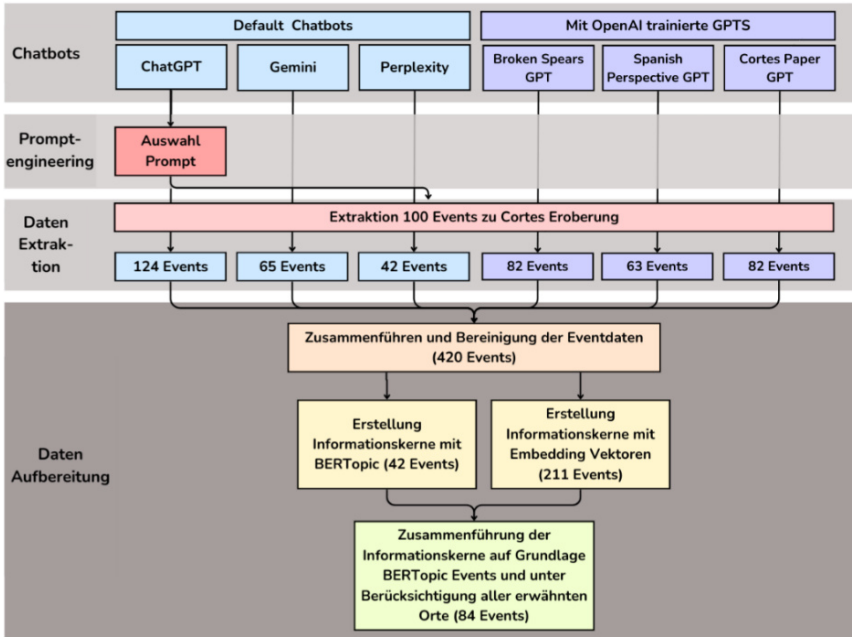 Chatbots
Default Chatbots
Mit OpenAI trainierte GPTS
ChatGPT
Gemini
Perplexity
Broken Spears
GPT
Spanish
Perspective GPT
Cortes Paper
GPT
Prompt-
engineering
Auswahl
Prompt
Daten
Extrak-
tion
Extraktion 100 Events zu Cortes Eroberung
124 Events
65 Events
42 Events
82 Events
63 Events
82 Events
Daten
Aufbereitung
Zusammenführen und Bereinigung der Eventdaten
(420 Events)
Erstellung
Informationskerne mit
BERTopic (42 Events)
Erstellung
Informationskerne mit
Embedding Vektoren
(211 Events)
Zusammenführung der
Informationskerne auf Grundlage
BERTopic Events und unter
Berücksichtigung aller erwähnten
Orte (84 Events)